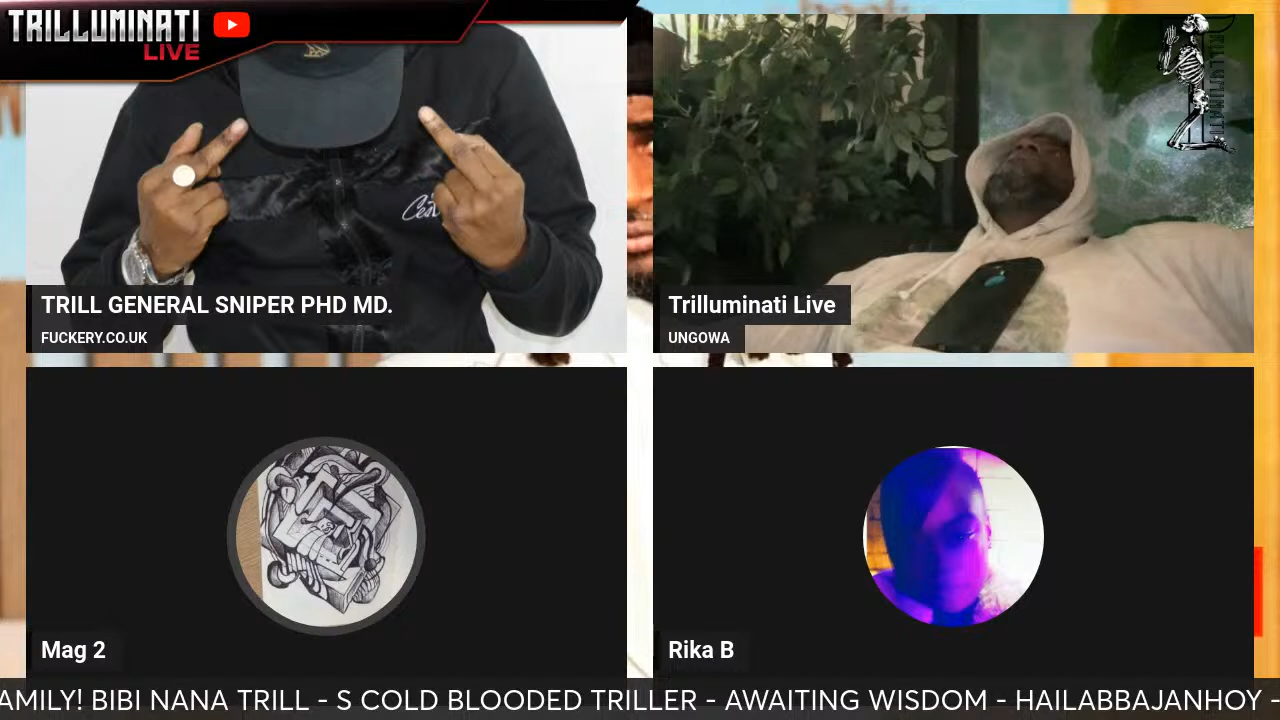 TRILLUMINATI
LIVE
TRILLUMINATI
TRILL GENERAL SNIPER PHD MD.
FUCKERY.CO.UK
Trilluminati Live
UNGOWA
Mag 2
Rika B
AMILY! BIBI NANA TRILL - S COLD BLOODED TRILLER - AWAITING WISDOM - HAILABBAJANHOY -